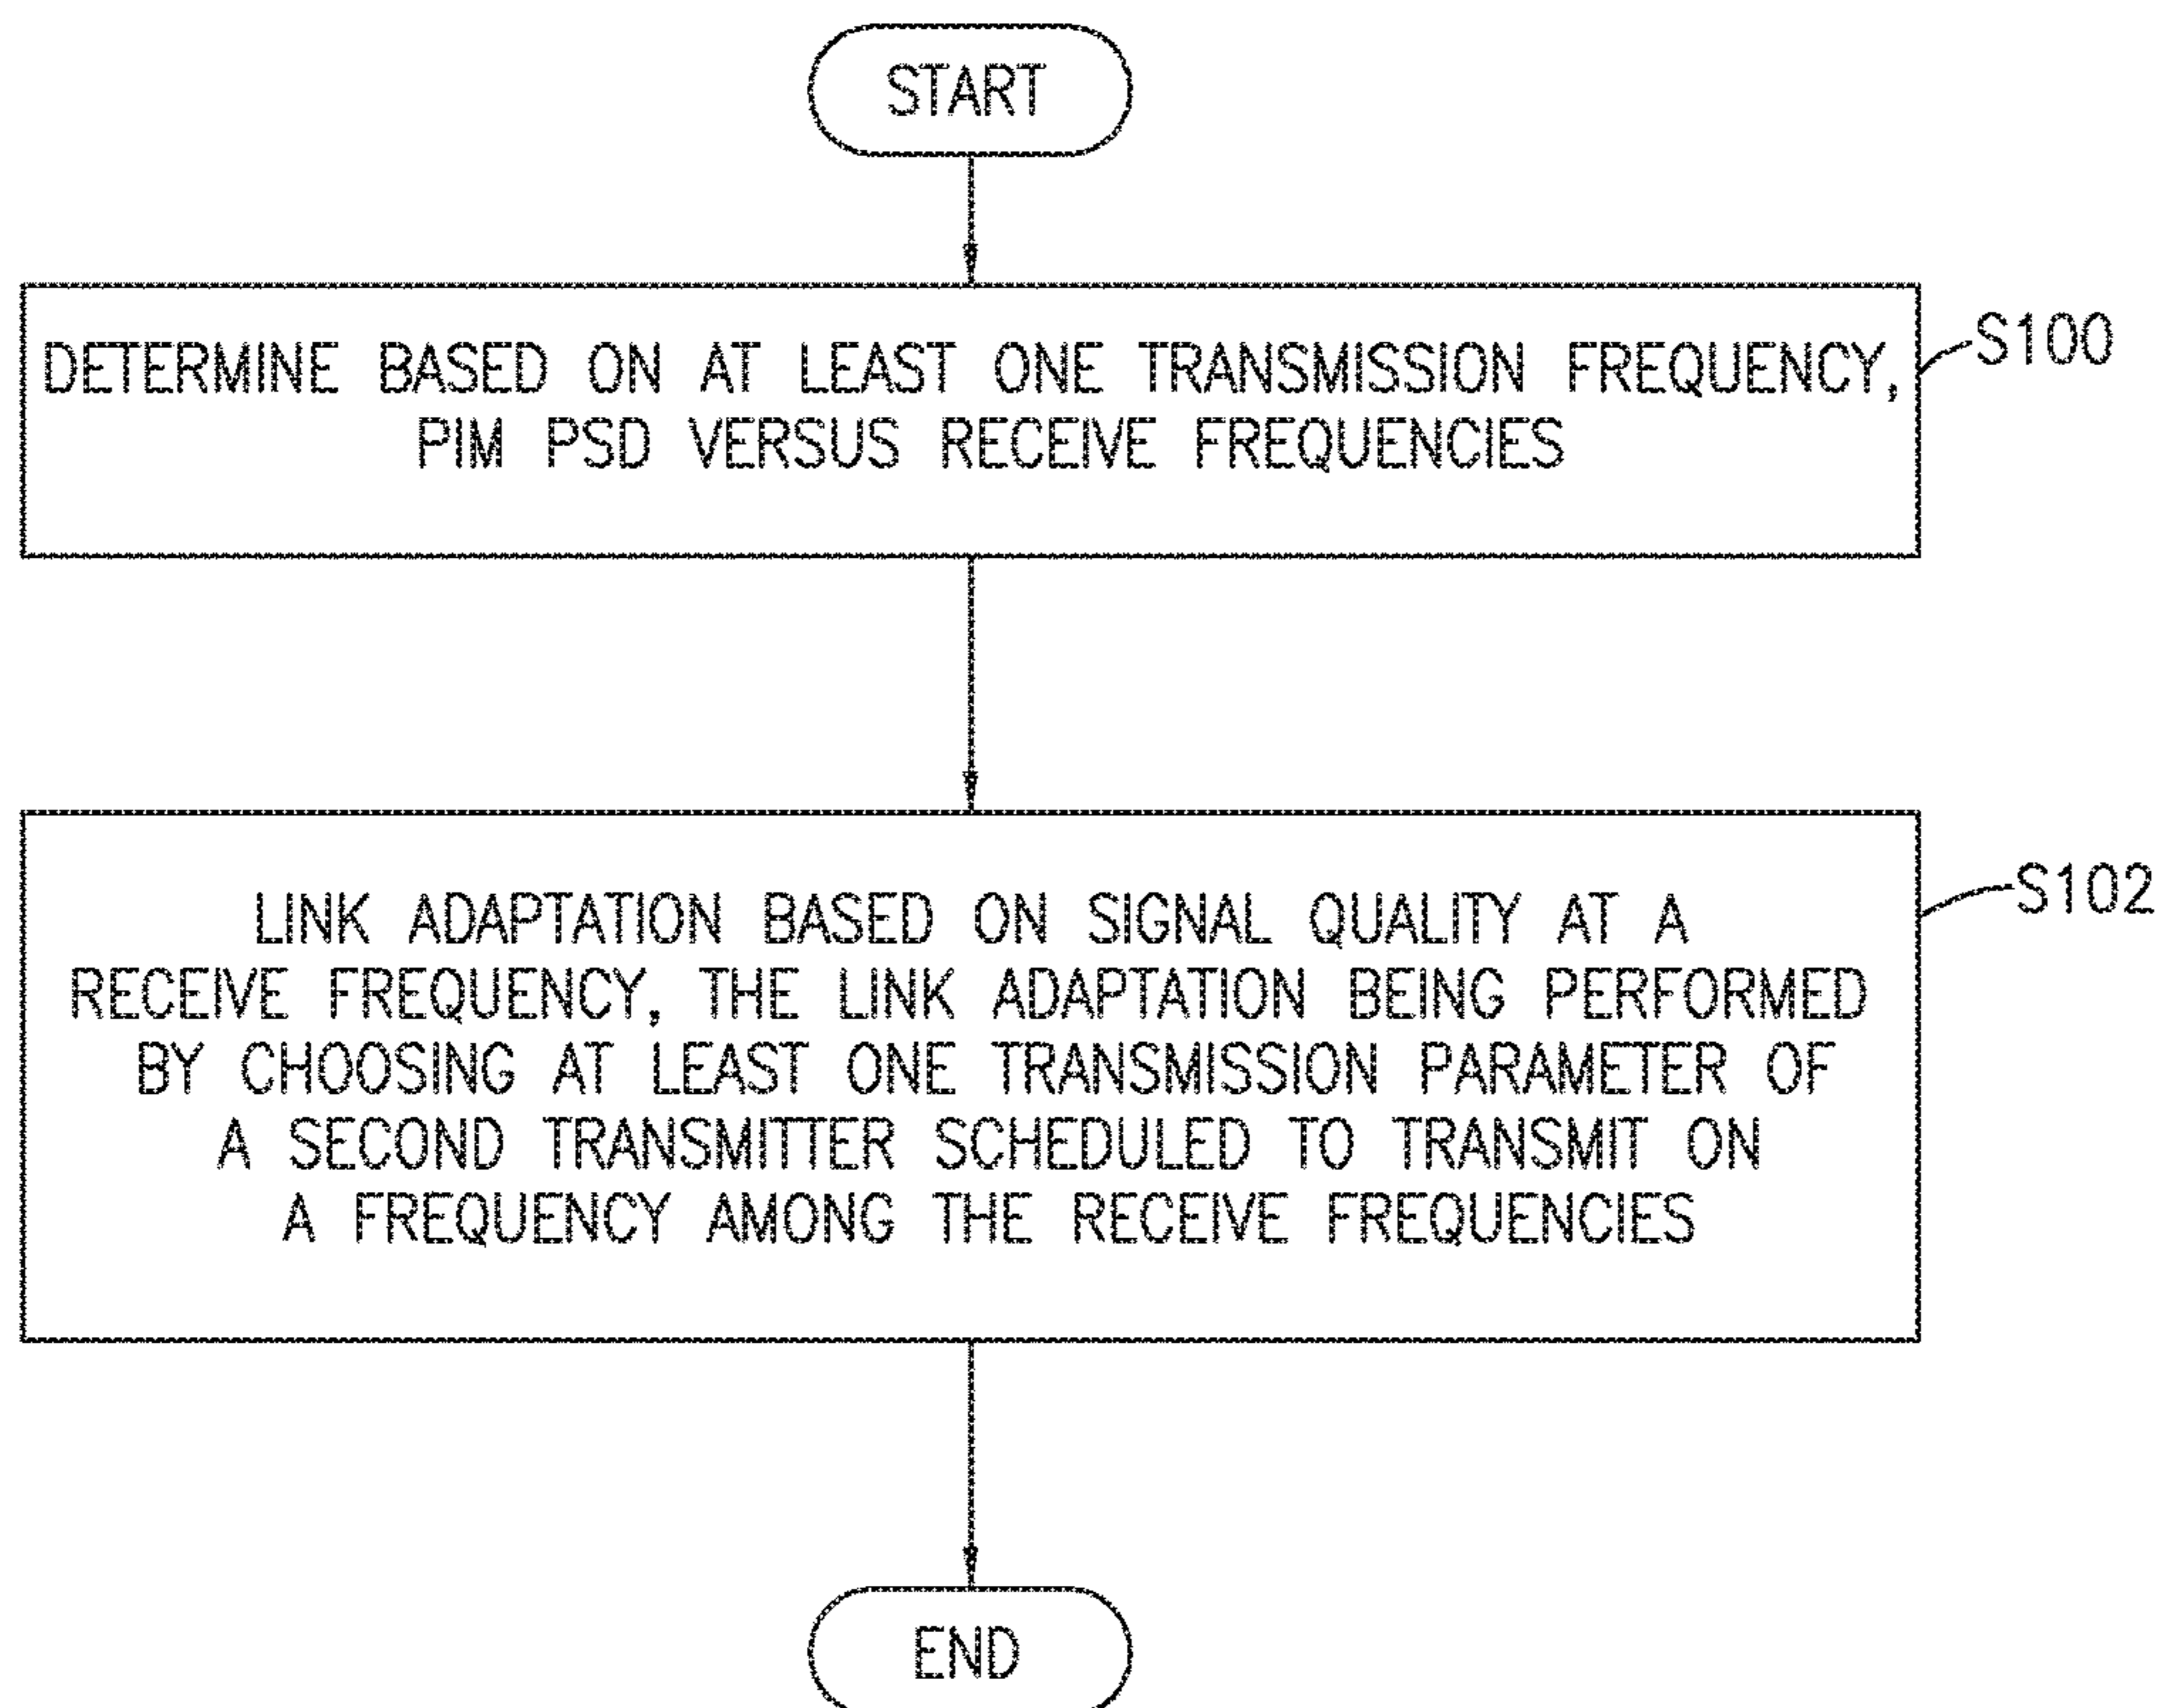 START
DETERMINE BASED ON AT LEAST ONE TRANSMISSION FREQUENCY,
PIM PSD VERSUS RECEIVE FREQUENCIES
S100
LINK ADAPTATION BASED ON SIGNAL QUALITY AT A
RECEIVE FREQUENCY, THE LINK ADAPTATION BEING PERFORMED
BY CHOOSING AT LEAST ONE TRANSMISSION PARAMETER OF
A SECOND TRANSMITTER SCHEDULED TO TRANSMIT ON
A FREQUENCY AMONG THE RECEIVE FREQUENCIES
S102
END